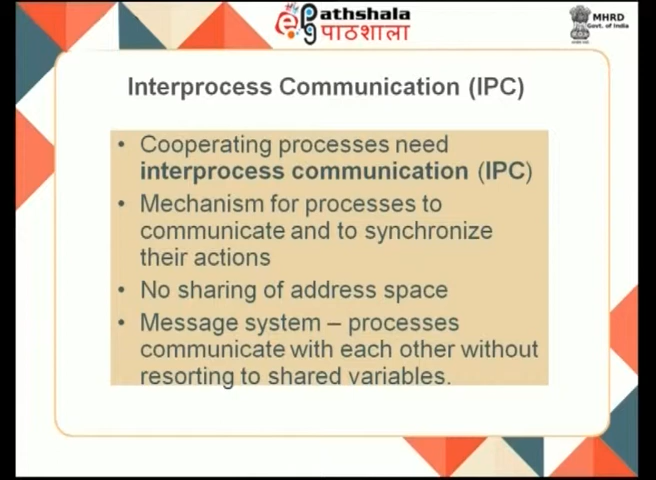 ePathshala
पाठशाला
MHRD
Govt. of India
Interprocess Communication (IPC)
• Cooperating processes need
interprocess communication (IPC)
• Mechanism for processes to
communicate and to synchronize
their actions
• No sharing of address space
• Message system – processes
communicate with each other without
resorting to shared variables.